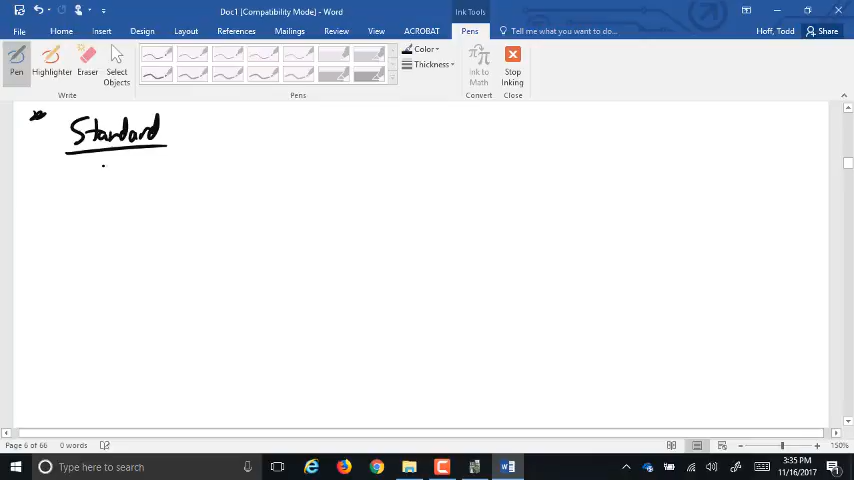 Doc1 [Compatibility Mode] - Word
Ink Tools
Hoff, Todd
File
Home
Insert
Design
Layout
References
Mailings
Review
View
ACROBAT
Pens
Tell me what you want to do...
Share
Pen
Highlighter
Eraser
Select
Objects
Color
Thickness
Ink to
Math
Stop
Inking
Write
Pens
Convert
Close
Standard
Page 6 of 66
0 words
150%
Type here to search
3:35 PM
11/16/2017
1